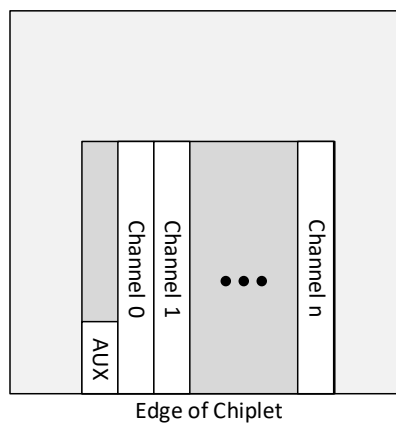 AUX
Channel 0
Channel 1
•••
Channel n
Edge of Chiplet